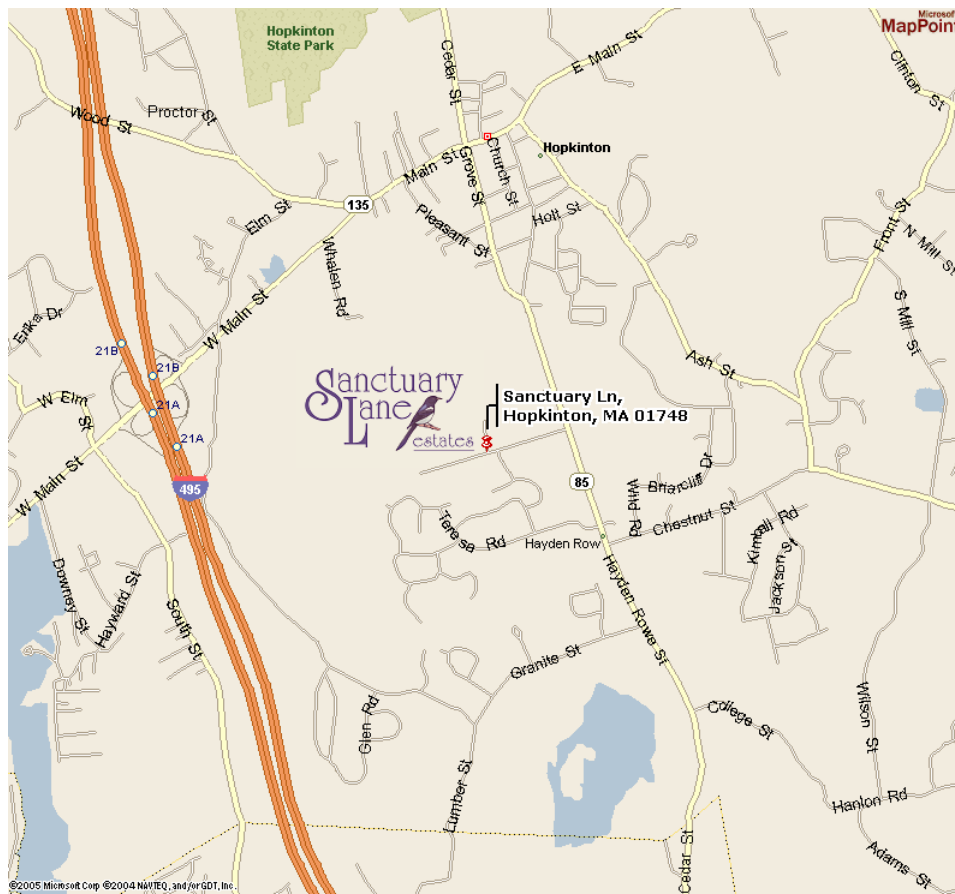 Microsof
MapPoin
Hopkinton
State Park
Cedar St
E Main St
Clinton St
Wood St
Proctor St
Main St
Church St
Hopkinton
Grove St
135
Elm St
Pleasant St
Holt St
Front St
N Mill St
Whalen Rd
S Mill St
Erika Dr
W Main St
21B
21B
Ash St
W Elm St
21A
21A
Sanctuary
Lane
estates
Sanctuary Ln,
Hopkinton, MA 01748
W Main St
495
85
Wild Rd
Briarcliff Dr
Teresa Rd
Chestnut St
Hayden Row
Kimball Rd
Jackson St
Downey St
Hayward St
South St
Hayden Rowe St
Granite St
Glen Rd
College St
Wilson St
Lumber St
Hanlon Rd
Cedar St
Adams St
©2005 Microsoft Corp ©2004 NAVTEQ, and/or GDT, Inc.